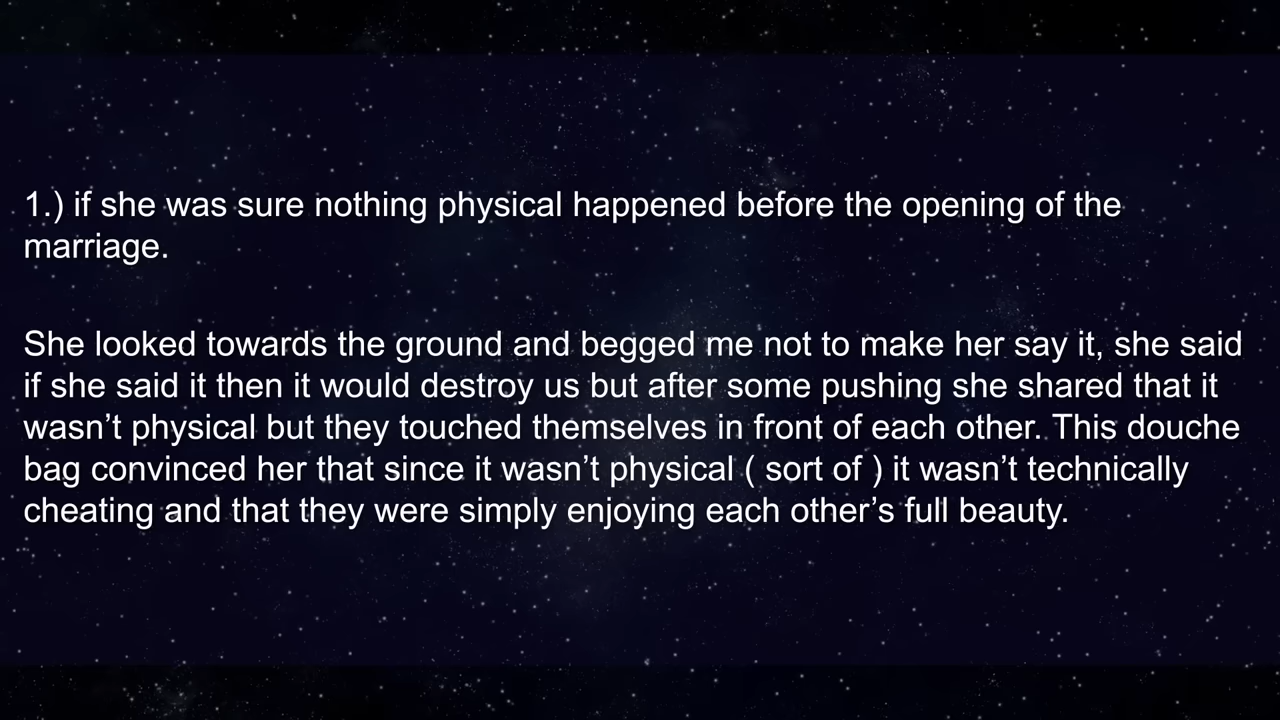 1.) if she was sure nothing physical happened before the opening of the
marriage.
She looked towards the ground and begged me not to make her say it, she said
if she said it then it would destroy us but after some pushing she shared that it
wasn’t physical but they touched themselves in front of each other. This douche
bag convinced her that since it wasn’t physical ( sort of ) it wasn’t technically
cheating and that they were simply enjoying each other’s full beauty.